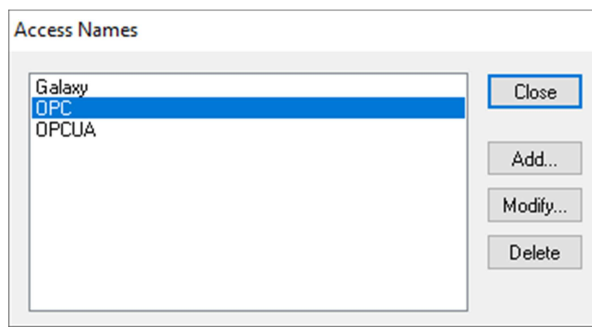 Access Names
Galaxy
OPC
OPCUA
Close
Add...
Modify...
Delete